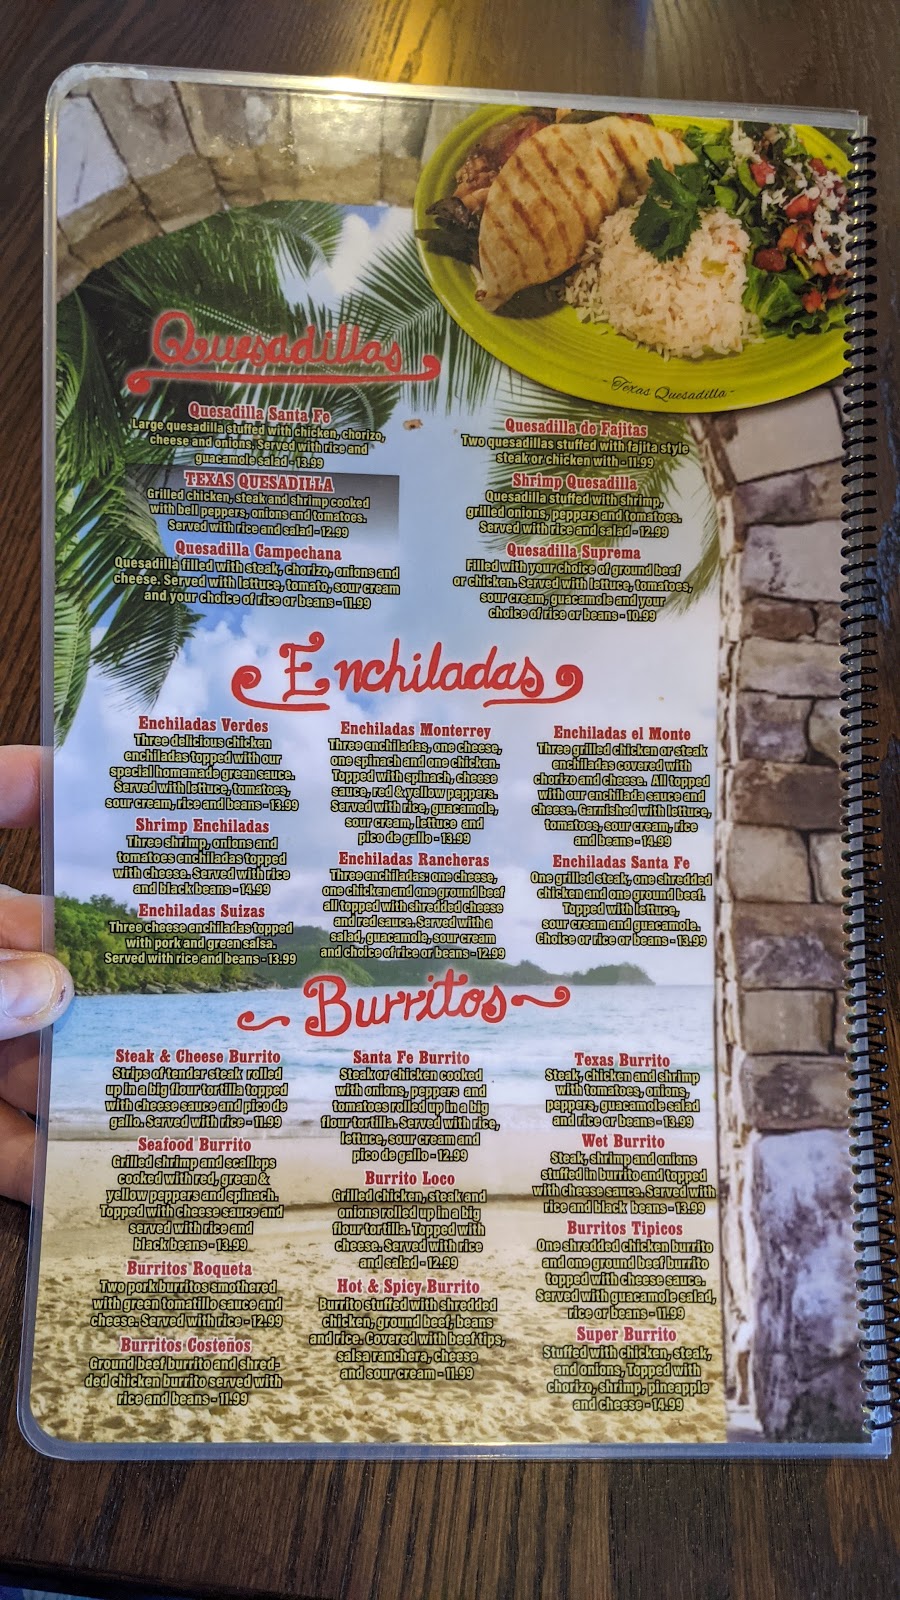 ~Texas Quesadilla~
Quesadillas
Quesadilla Santa Fe
Large quesadilla stuffed with chicken, chorizo,
cheese and onions. Served with rice and
guacamole salad - 13.99
TEXAS QUESADILLA
Grilled chicken, steak and shrimp cooked
with bell peppers, onions and tomatoes.
Served with rice and salad - 12.99
Quesadilla Campechana
Quesadilla filled with steak, chorizo, onions and
cheese. Served with lettuce, tomato, sour cream
and your choice of rice or beans - 11.99
Quesadilla de Fajitas
Two quesadillas stuffed with fajita style
steak or chicken with - 11.99
Shrimp Quesadilla
Quesadilla stuffed with shrimp,
grilled onions, peppers and tomatoes.
Served with rice and salad - 12.99
Quesadilla Suprema
Filled with your choice of ground beef
or chicken. Served with lettuce, tomatoes,
sour cream, guacamole and your
choice of rice or beans - 10.99
Enchiladas
Enchiladas Verdes
Three delicious chicken
enchiladas topped with our
special homemade green sauce.
Served with lettuce, tomatoes,
sour cream, rice and beans - 13.99
Shrimp Enchiladas
Three shrimp, onions and
tomatoes enchiladas topped
with cheese. Served with rice
and black beans - 14.99
Enchiladas Suizas
Three cheese enchiladas topped
with pork and green salsa.
Served with rice and beans - 13.99
Enchiladas Monterrey
Three enchiladas, one cheese,
one spinach and one chicken.
Topped with spinach, cheese
sauce, red & yellow peppers.
Served with rice, guacamole,
sour cream, lettuce and
pico de gallo - 13.99
Enchiladas Rancheras
Three enchiladas: one cheese,
one chicken and one ground beef
all topped with shredded cheese
and red sauce. Served with a
salad, guacamole, sour cream
and choice of rice or beans - 12.99
Enchiladas el Monte
Three grilled chicken or steak
enchiladas covered with
chorizo and cheese. All topped
with our enchilada sauce and
cheese. Garnished with lettuce,
tomatoes, sour cream, rice
and beans - 14.99
Enchiladas Santa Fe
One grilled steak, one shredded
chicken and one ground beef.
Topped with lettuce,
sour cream and guacamole.
Choice or rice or beans - 13.99
Burritos
Steak & Cheese Burrito
Strips of tender steak rolled
up in a big flour tortilla topped
with cheese sauce and pico de
gallo. Served with rice - 11.99
Seafood Burrito
Grilled shrimp and scallops
cooked with red, green &
yellow peppers and spinach.
Topped with cheese sauce and
served with rice and
black beans - 13.99
Burritos Roqueta
Two pork burritos smothered
with green tomatillo sauce and
cheese. Served with rice - 12.99
Burritos Costeños
Ground beef burrito and shred-
ded chicken burrito served with
rice and beans - 11.99
Santa Fe Burrito
Steak or chicken cooked
with onions, peppers and
tomatoes rolled up in a big
flour tortilla. Served with rice,
lettuce, sour cream and
pico de gallo - 12.99
Burrito Loco
Grilled chicken, steak and
onions rolled up in a big
flour tortilla. Topped with
cheese. Served with rice
and salad - 12.99
Hot & Spicy Burrito
Burrito stuffed with shredded
chicken, ground beef, beans
and rice. Covered with beef tips,
salsa ranchera, cheese
and sour cream - 11.99
Texas Burrito
Steak, chicken and shrimp
with tomatoes, onions,
peppers, guacamole salad
and rice or beans - 13.99
Wet Burrito
Steak, shrimp and onions
stuffed in burrito and topped
with cheese sauce. Served with
rice and black beans - 13.99
Burritos Tipicos
One shredded chicken burrito
and one ground beef burrito
topped with cheese sauce.
Served with guacamole salad,
rice or beans - 11.99
Super Burrito
Stuffed with chicken, steak,
and onions, Topped with
chorizo, shrimp, pineapple
and cheese - 14.99